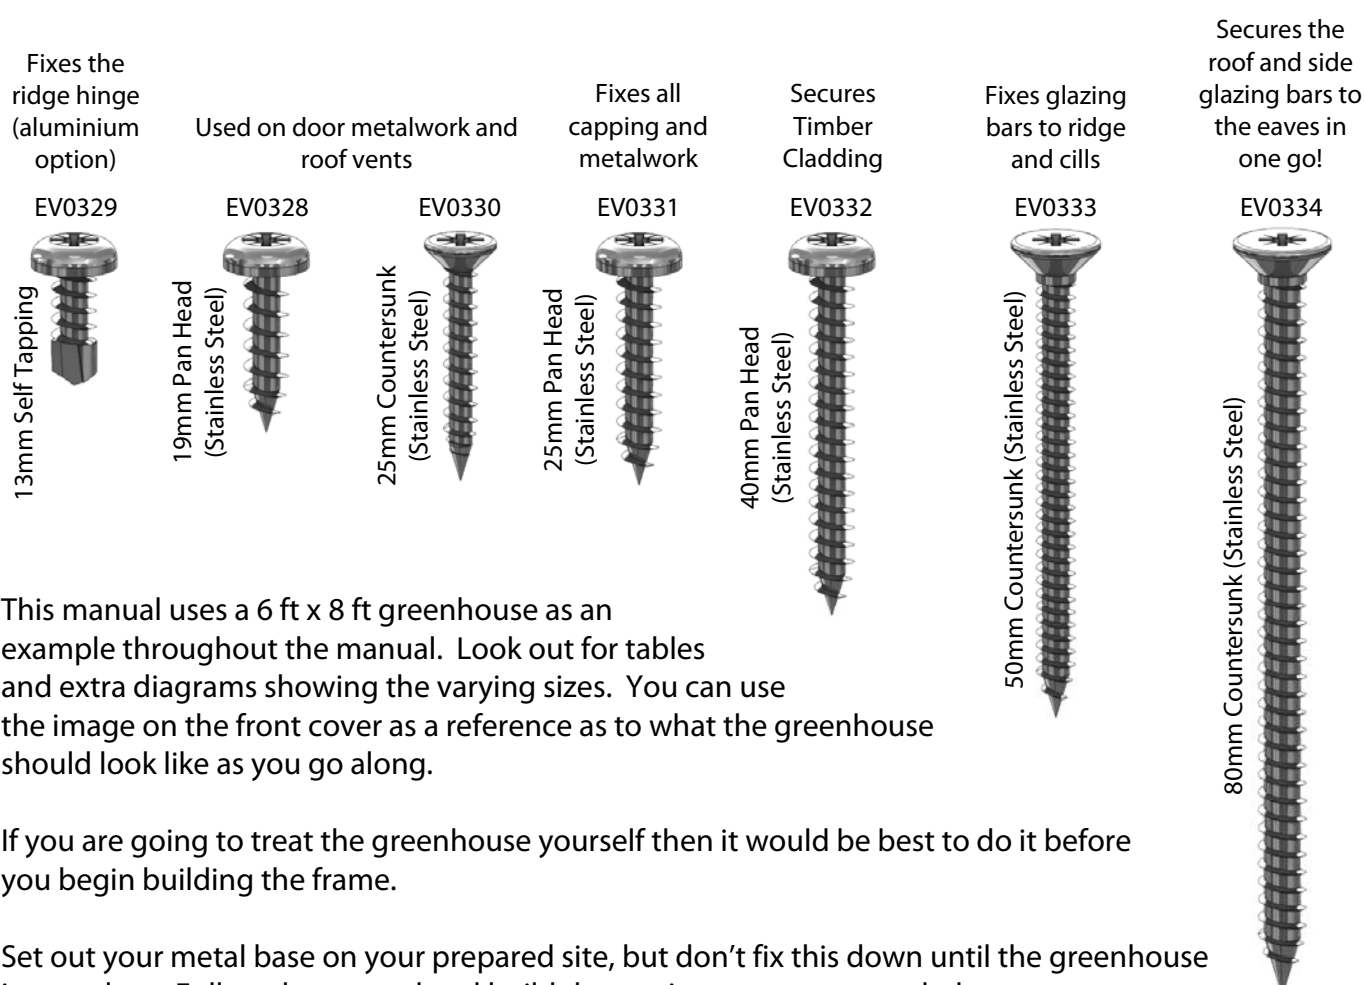 Fixes the
ridge hinge
(aluminium
option)
EV0329
13mm Self Tapping
Used on door metalwork and
roof vents
EV0328
19mm Pan Head
(Stainless Steel)
EV0330
25mm Countersunk
(Stainless Steel)
Fixes all
capping and
metalwork
EV0331
25mm Pan Head
(Stainless Steel)
Secures
Timber
Cladding
EV0332
40mm Pan Head
(Stainless Steel)
Fixes glazing
bars to ridge
and cills
EV0333
50mm Countersunk (Stainless Steel)
Secures the
roof and side
glazing bars to
the eaves in
one go!
EV0334
80mm Countersunk (Stainless Steel)
This manual uses a 6 ft x 8 ft greenhouse as an
example throughout the manual.  Look out for tables
and extra diagrams showing the varying sizes.  You can use
the image on the front cover as a reference as to what the greenhouse
should look like as you go along.
If you are going to treat the greenhouse yourself then it would be best to do it before
you begin building the frame.
Set out your metal base on your prepared site, but don’t fix this down until the greenhouse